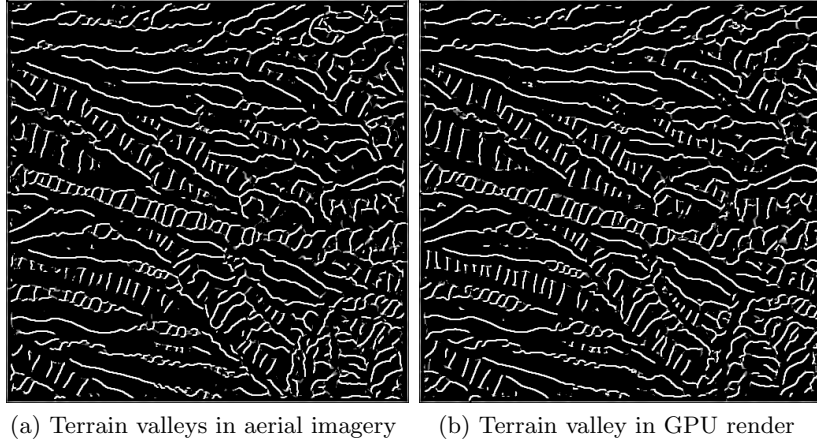 (a) Terrain valleys in aerial imagery
(b) Terrain valley in GPU render